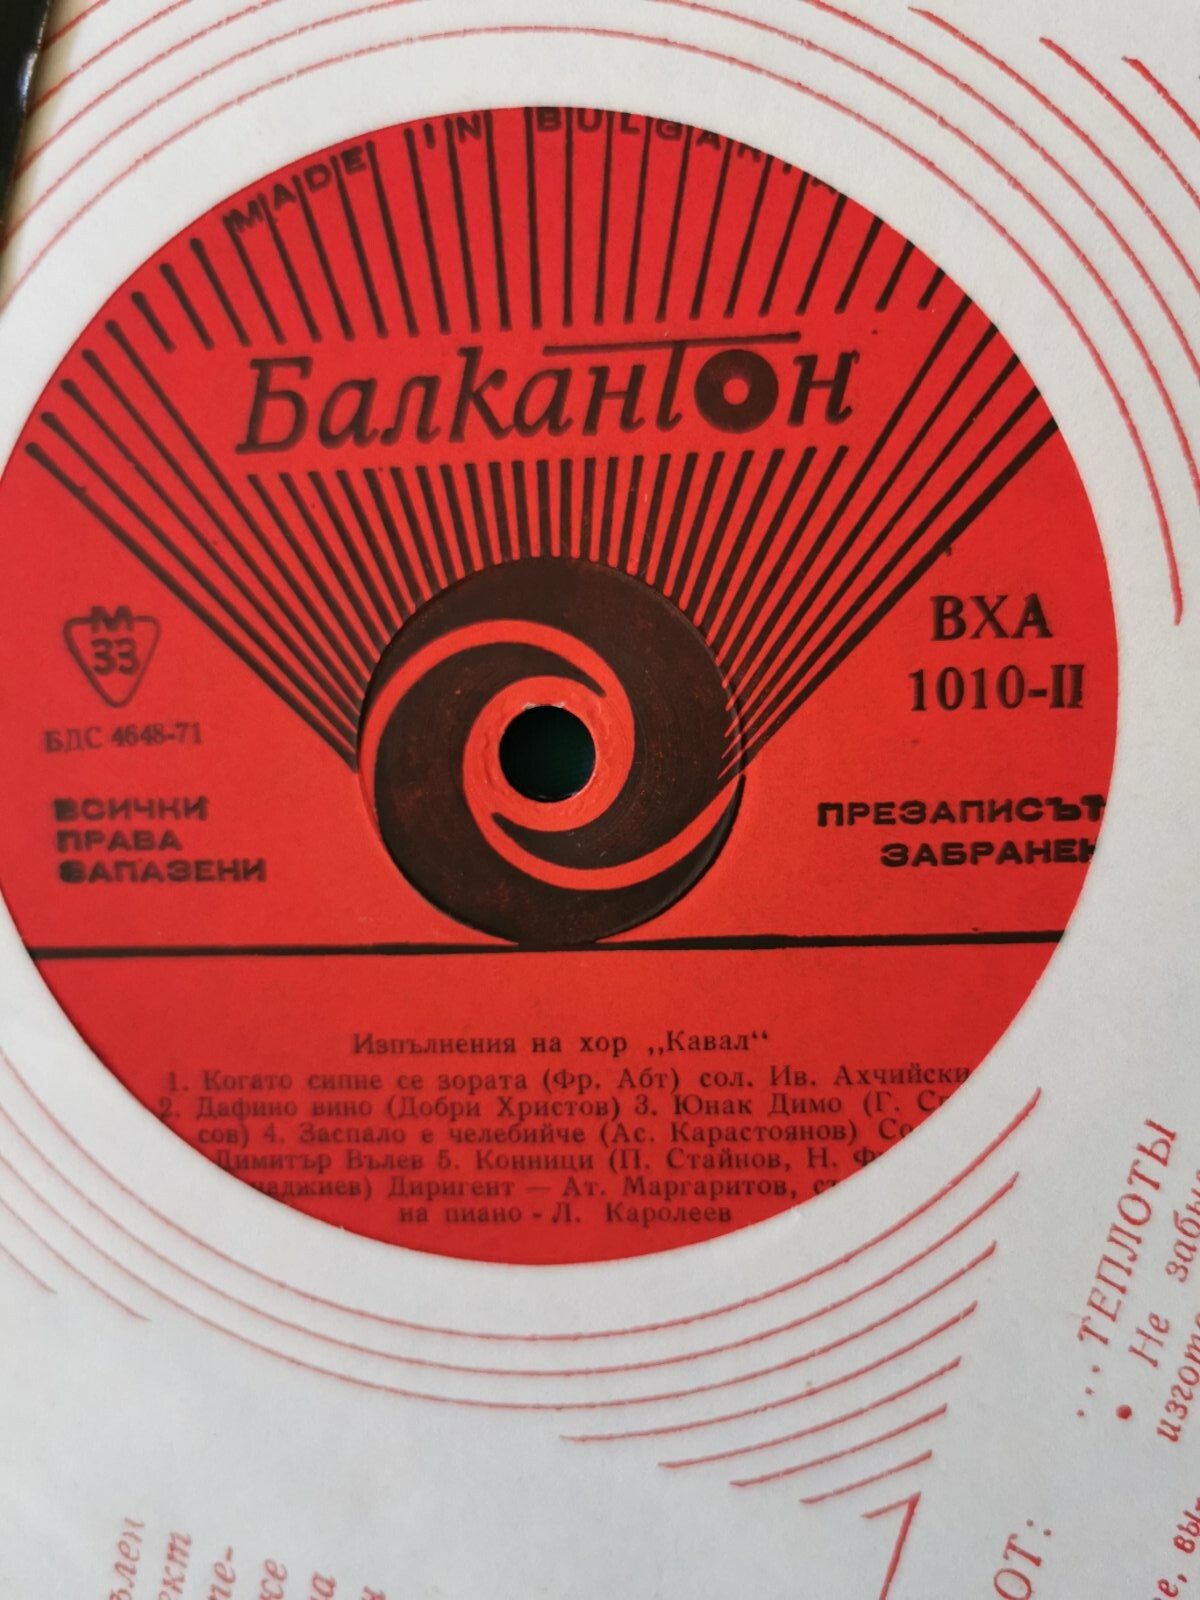 MADE IN BULGARIA
Балкантон
М
33
БДС 4648-71
ВСИЧКИ
ПРАВА
ЗАПАЗЕНИ
ВХА
1010-II
ПРЕЗАПИСЪТ
ЗАБРАНЕН
Изпълнения на хор „Кавал“
1. Когато сипне се зората (Фр. Абт) сол. Ив. Ахчийски
2. Дафино вино (Добри Христов) 3. Юнак Димо (Г.
сов) 4. Заспало е челебийче (Ас. Карастоянов)
Димитър Вълев 5. Конници (П. Стайнов, Н.
Диригент — Ат. Маргаритов,
на пиано - Л. Каролеев
...ТЕПЛОТЫ
• Не
ОТ: